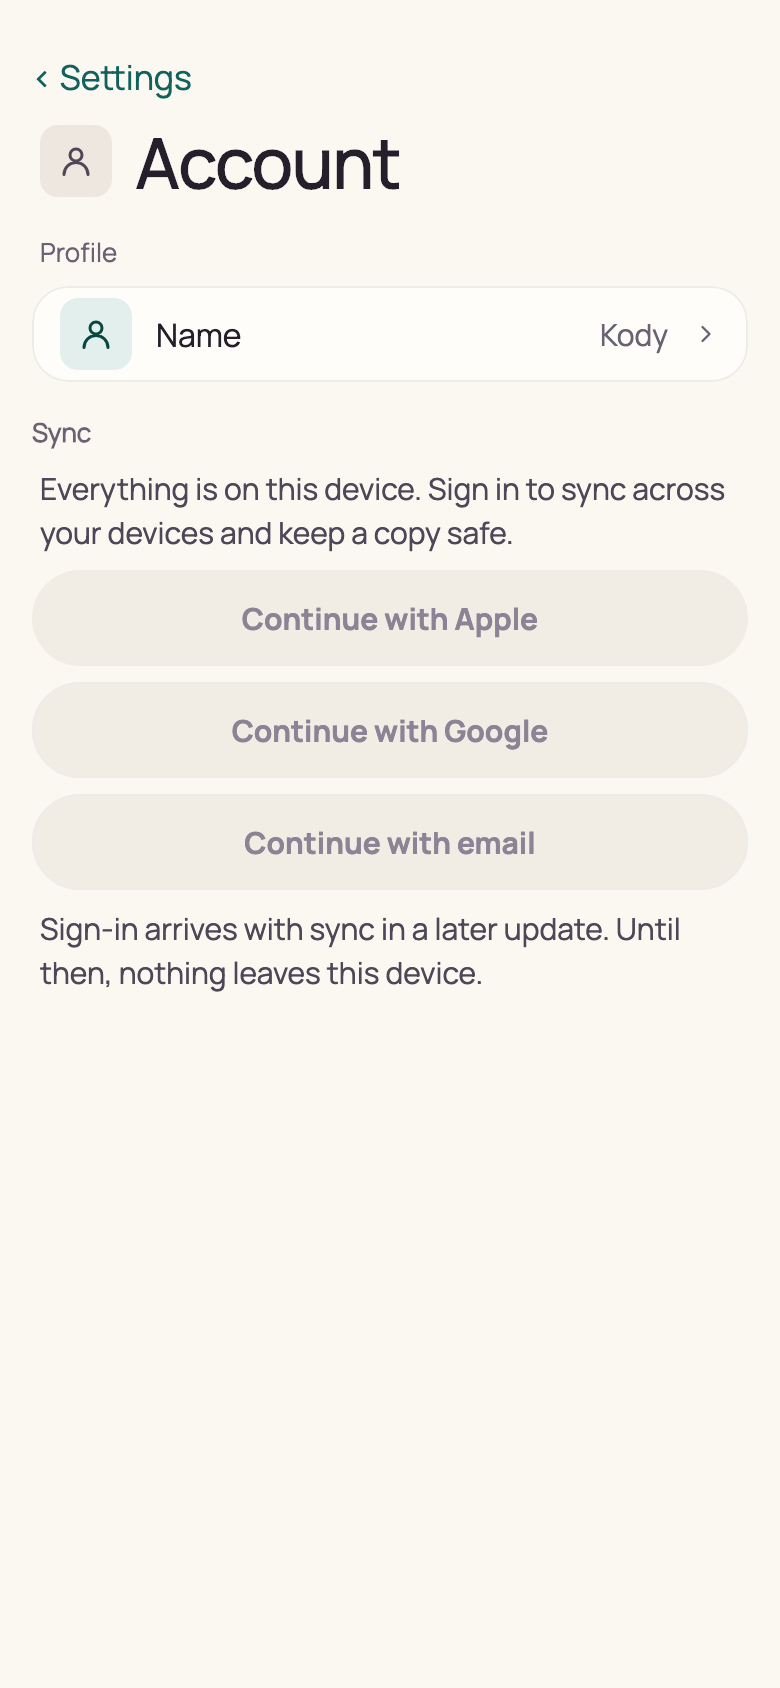 Settings
Account
Profile
Name Kody
Sync
Everything is on this device. Sign in to sync across
your devices and keep a copy safe.
Continue with Apple
Continue with Google
Continue with email
Sign-in arrives with sync in a later update. Until
then, nothing leaves this device.